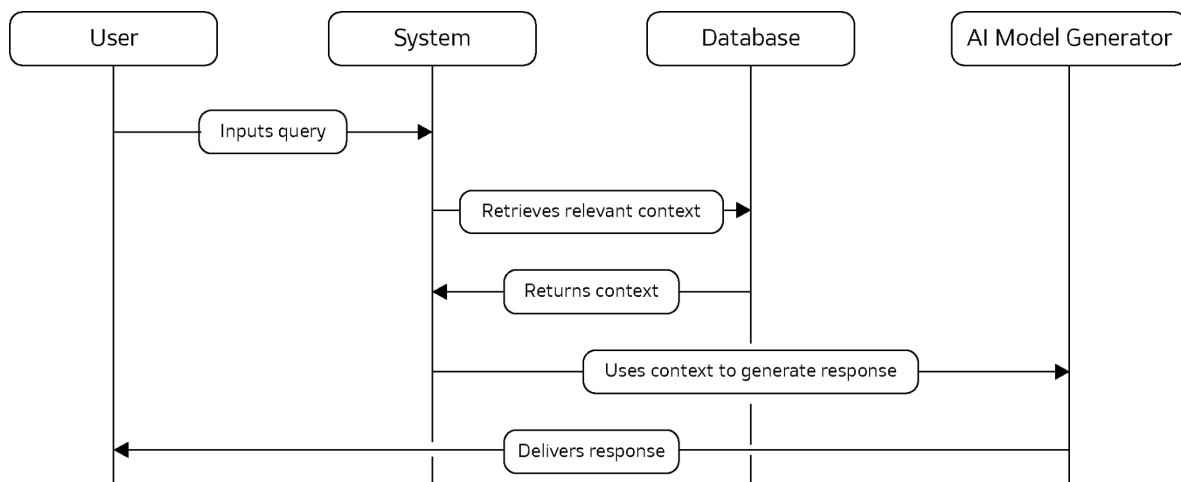 User
System
Database
AI Model Generator
Inputs query
Retrieves relevant context
Returns context
Uses context to generate response
Delivers response